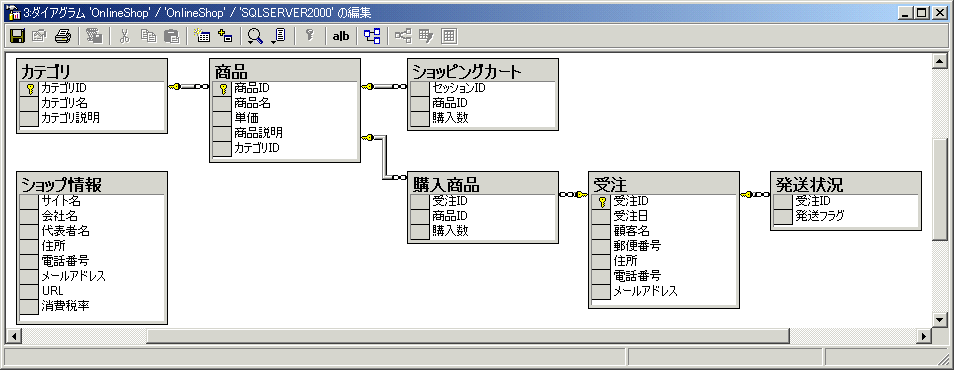 3:ダイアグラム 'OnlineShop' / 'OnlineShop' / 'SQLSERVER2000' の編集
a|b
カテゴリ
カテゴリID
カテゴリ名
カテゴリ説明
商品
商品ID
商品名
単価
商品説明
カテゴリID
ショッピングカート
セッションID
商品ID
購入数
ショップ情報
サイト名
会社名
代表者名
住所
電話番号
メールアドレス
URL
消費税率
購入商品
受注ID
商品ID
購入数
受注
受注ID
受注日
顧客名
郵便番号
住所
電話番号
メールアドレス
発送状況
受注ID
発送フラグ